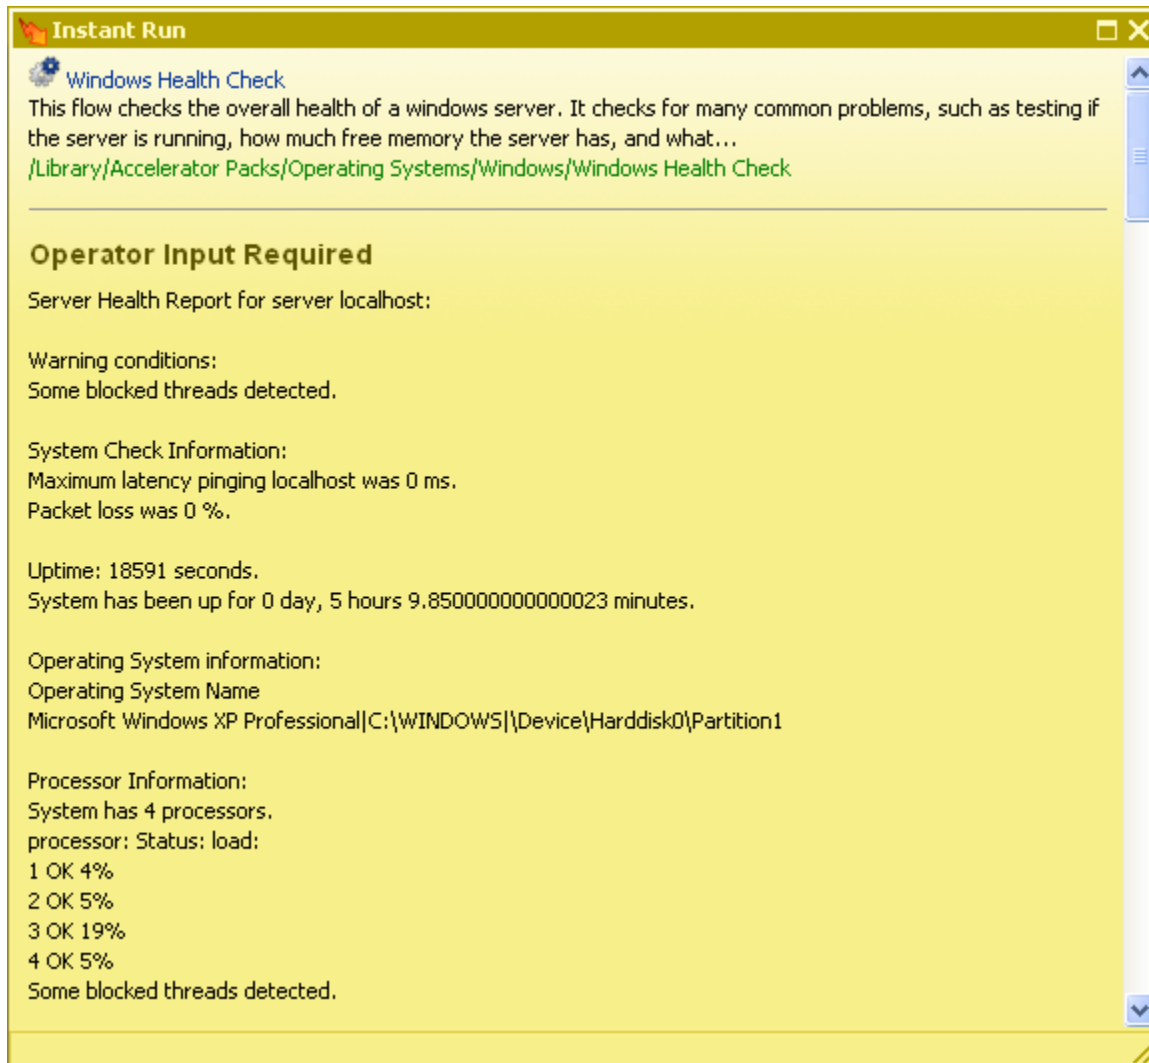 Instant Run
Windows Health Check
This flow checks the overall health of a windows server. It checks for many common problems, such as testing if
the server is running, how much free memory the server has, and what...
/Library/Accelerator Packs/Operating Systems/Windows/Windows Health Check
Operator Input Required
Server Health Report for server localhost:
Warning conditions:
Some blocked threads detected.
System Check Information:
Maximum latency pinging localhost was 0 ms.
Packet loss was 0 %.
Uptime: 18591 seconds.
System has been up for 0 day, 5 hours 9.850000000000023 minutes.
Operating System information:
Operating System Name
Microsoft Windows XP Professional|C:\WINDOWS|\Device\Harddisk0\Partition1
Processor Information:
System has 4 processors.
processor: Status: load:
1 OK 4%
2 OK 5%
3 OK 19%
4 OK 5%
Some blocked threads detected.